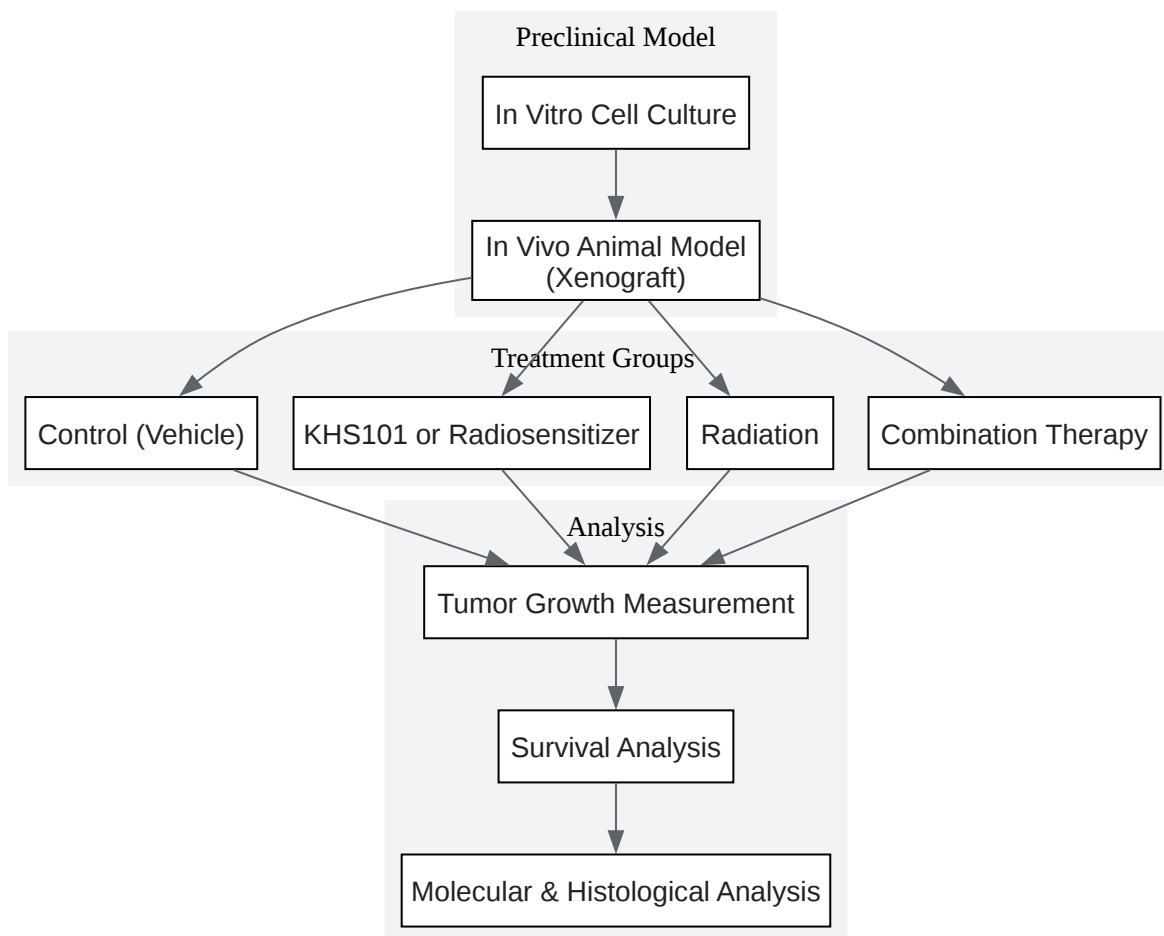 Preclinical Model
In Vitro Cell Culture
In Vivo Animal Model
(Xenograft)
Treatment Groups
Control (Vehicle)
KHS101 or Radiosensitizer
Radiation
Combination Therapy
Analysis
Tumor Growth Measurement
Survival Analysis
Molecular & Histological Analysis